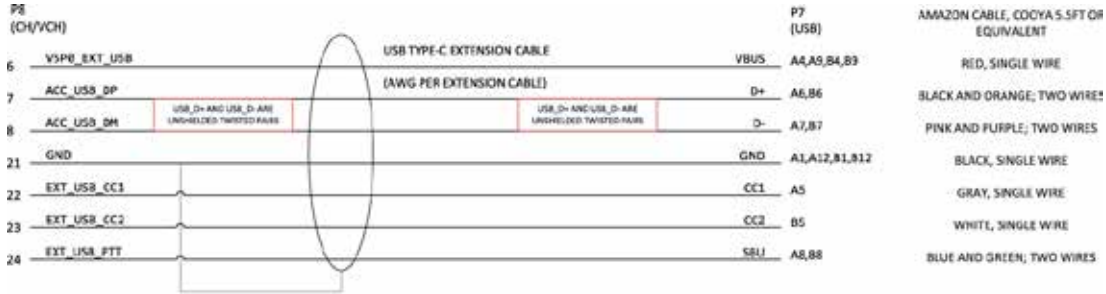 P8
(CH/VCH)
P7
(USB)
AMAZON CABLE, COOYA 5.5FT OR
EQUIVALENT
USB TYPE-C EXTENSION CABLE
(AWG PER EXTENSION CABLE)
6 V5P0_EXT_USB VBUS A4,A9,B4,B9 RED, SINGLE WIRE
7 ACC_USB_DP D+ A6,B6 BLACK AND ORANGE; TWO WIRES
USB_D+ AND USB_D- ARE
UNSHIELDED TWISTED PAIRS
USB_D+ AND USB_D- ARE
UNSHIELDED TWISTED PAIRS
8 ACC_USB_DM D- A7,B7 PINK AND PURPLE; TWO WIRES
21 GND GND A1,A12,B1,B12 BLACK, SINGLE WIRE
22 EXT_USB_CC1 CC1 A5 GRAY, SINGLE WIRE
23 EXT_USB_CC2 CC2 B5 WHITE, SINGLE WIRE
24 EXT_USB_PTT SBU A8,B8 BLUE AND GREEN; TWO WIRES